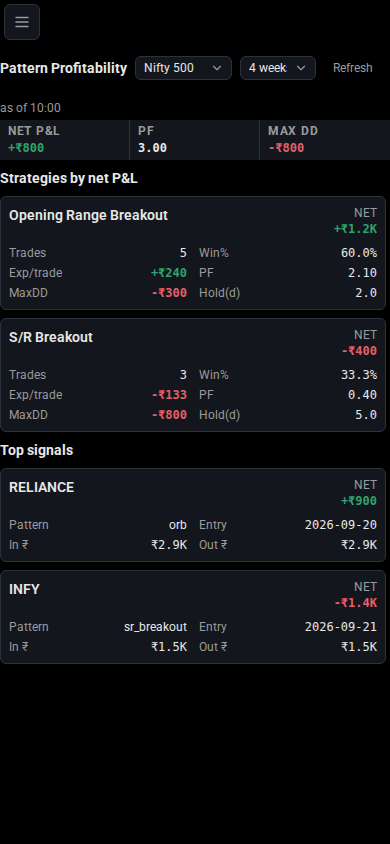 Pattern Profitability Nifty 500 4 week Refresh
as of 10:00
NET P&L PF MAX DD
+₹800 3.00 -₹800
Strategies by net P&L
Opening Range Breakout NET
+₹1.2K
Trades 5 Win% 60.0%
Exp/trade +₹240 PF 2.10
MaxDD -₹300 Hold(d) 2.0
S/R Breakout NET
-₹400
Trades 3 Win% 33.3%
Exp/trade -₹133 PF 0.40
MaxDD -₹800 Hold(d) 5.0
Top signals
RELIANCE NET
+₹900
Pattern orb Entry 2026-09-20
In ₹ ₹2.9K Out ₹ ₹2.9K
INFY NET
-₹1.4K
Pattern sr_breakout Entry 2026-09-21
In ₹ ₹1.5K Out ₹ ₹1.5K